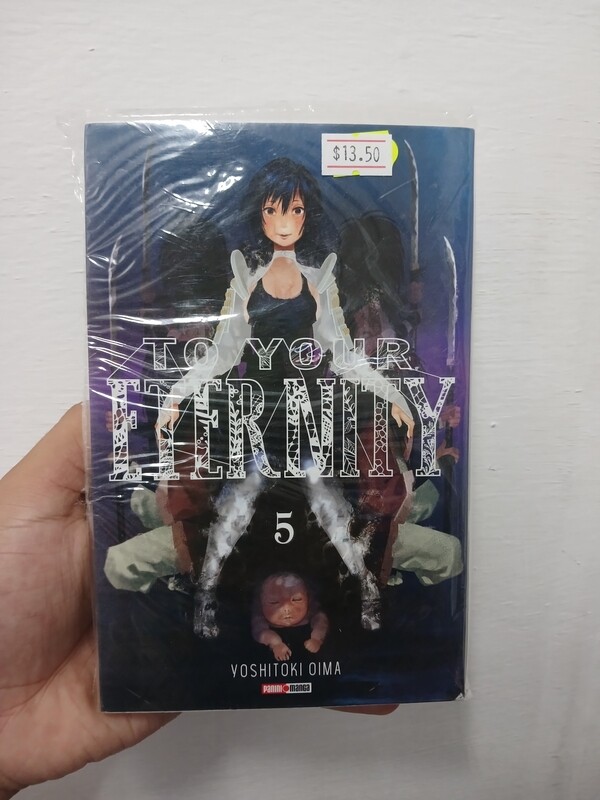 $13.50
TO YOUR
ETERNITY
5
YOSHITOKI OIMA
PANINI MANGA